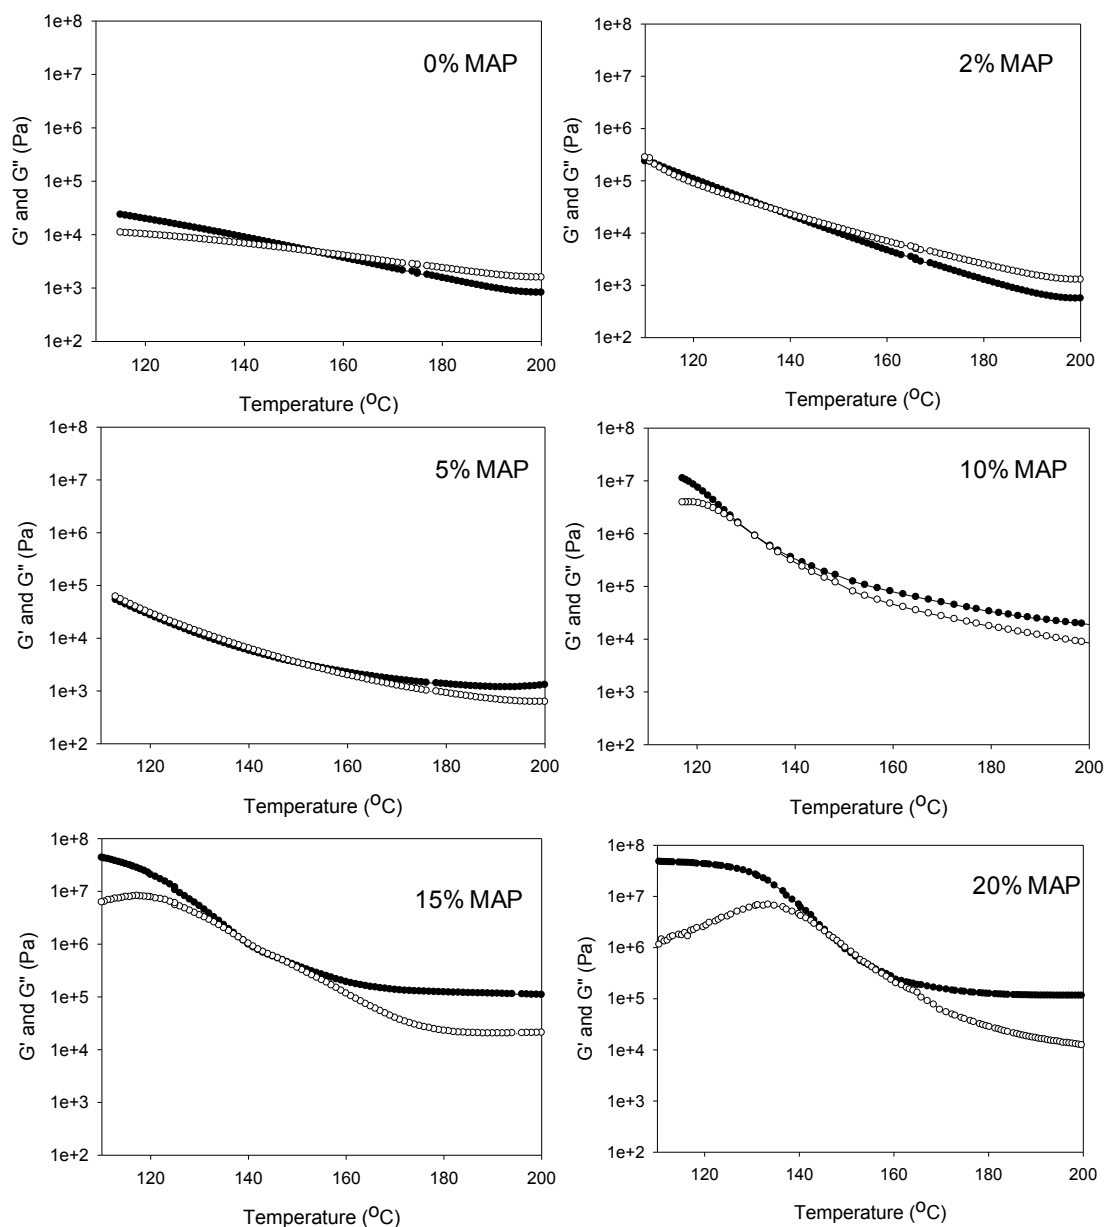 1e+8
1e+7
1e+6
1e+5
1e+4
1e+3
1e+2
G' and G" (Pa)
0% MAP
120 140 160 180 200
Temperature (oC)
1e+8
1e+7
1e+6
1e+5
1e+4
1e+3
1e+2
G' and G" (Pa)
2% MAP
120 140 160 180 200
Temperature (oC)
1e+8
1e+7
1e+6
1e+5
1e+4
1e+3
1e+2
G' and G" (Pa)
5% MAP
120 140 160 180 200
Temperature (oC)
1e+8
1e+7
1e+6
1e+5
1e+4
1e+3
1e+2
G' and G" (Pa)
10% MAP
120 140 160 180 200
Temperature (oC)
1e+8
1e+7
1e+6
1e+5
1e+4
1e+3
1e+2
G' and G" (Pa)
15% MAP
120 140 160 180 200
Temperature (oC)
1e+8
1e+7
1e+6
1e+5
1e+4
1e+3
1e+2
G' and G" (Pa)
20% MAP
120 140 160 180 200
Temperature (oC)